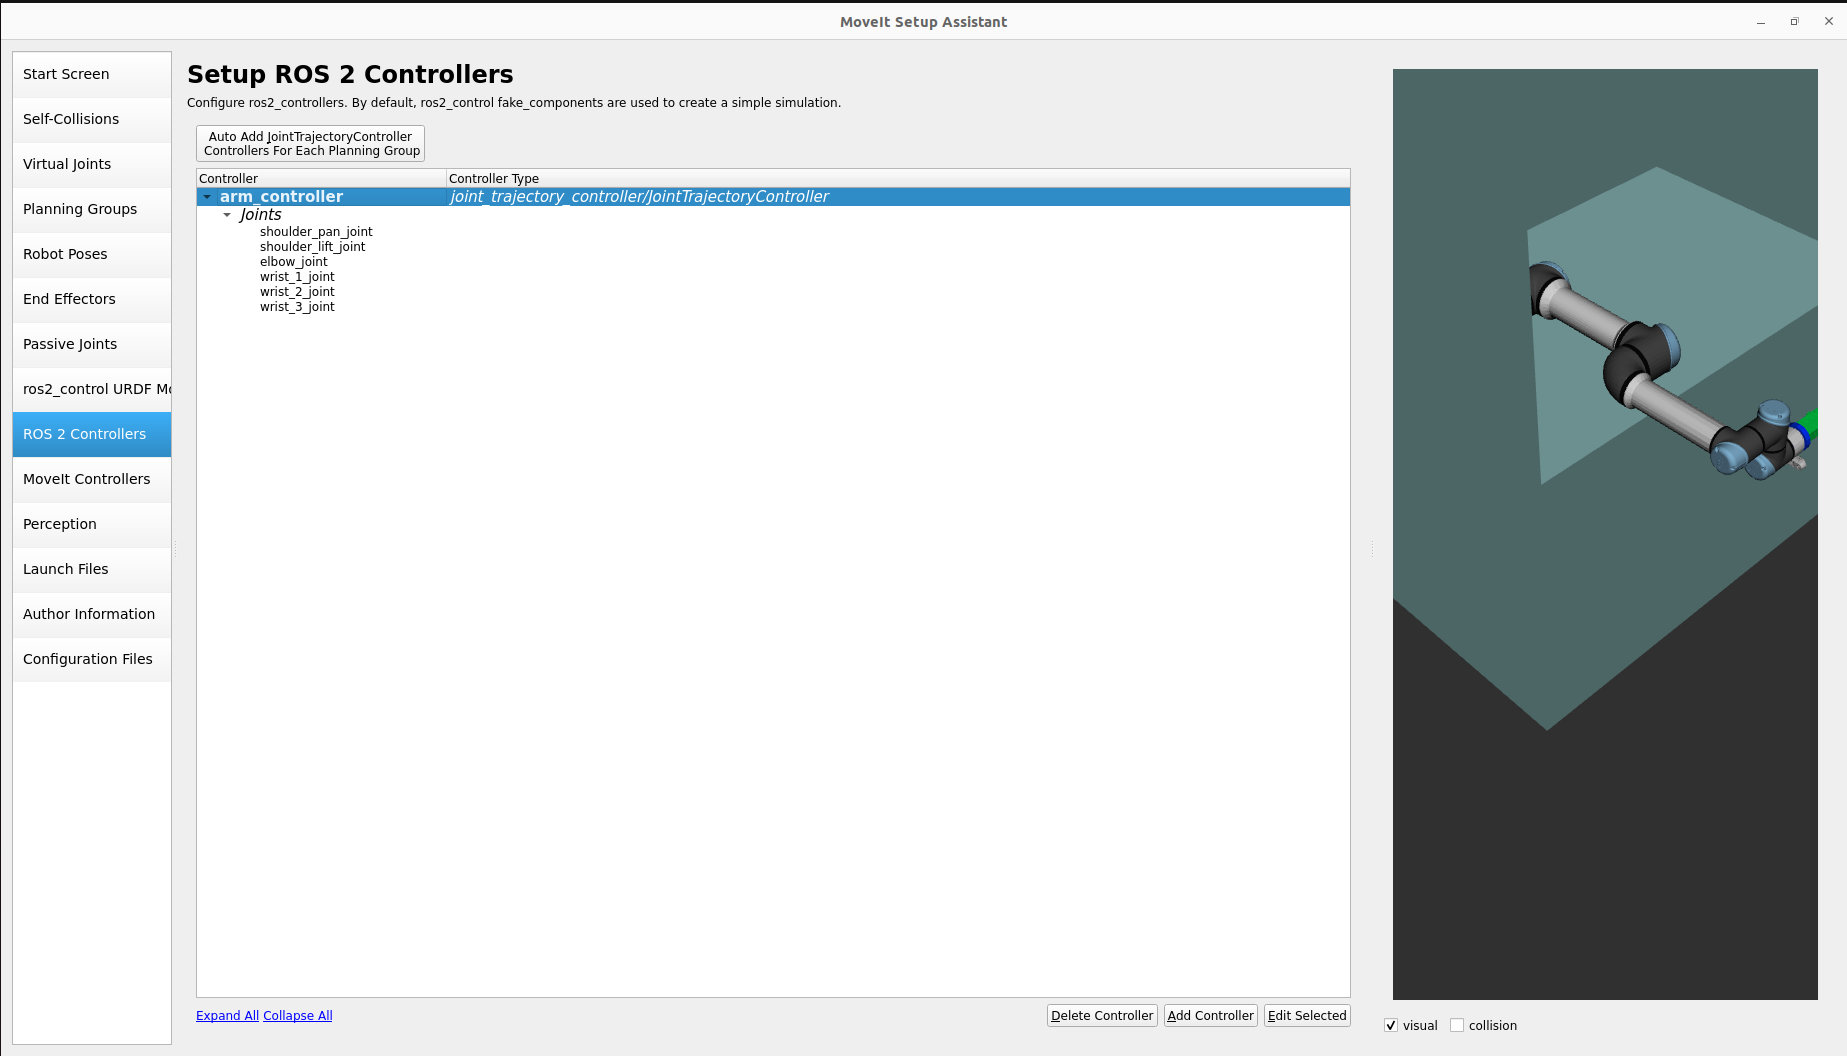 MoveIt Setup Assistant
Start Screen
Self-Collisions
Virtual Joints
Planning Groups
Robot Poses
End Effectors
Passive Joints
ros2_control URDF Mo
ROS 2 Controllers
MoveIt Controllers
Perception
Launch Files
Author Information
Configuration Files
Setup ROS 2 Controllers
Configure ros2_controllers. By default, ros2_control fake_components are used to create a simple simulation.
Auto Add JointTrajectoryController
Controllers For Each Planning Group
Controller Controller Type
arm_controller joint_trajectory_controller/JointTrajectoryController
Joints
shoulder_pan_joint
shoulder_lift_joint
elbow_joint
wrist_1_joint
wrist_2_joint
wrist_3_joint
Expand All Collapse All Delete Controller Add Controller Edit Selected
visual collision